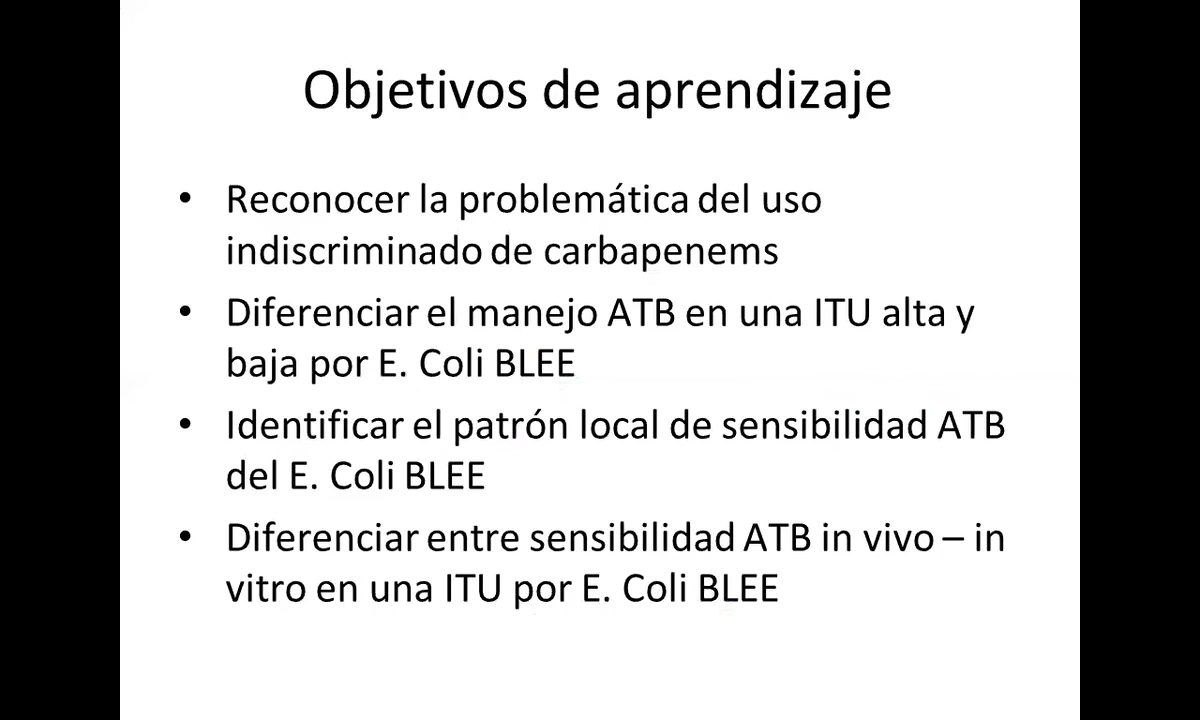 Objetivos de aprendizaje
• Reconocer la problemática del uso
indiscriminado de carbapenems
• Diferenciar el manejo ATB en una ITU alta y
baja por E. Coli BLEE
• Identificar el patrón local de sensibilidad ATB
del E. Coli BLEE
• Diferenciar entre sensibilidad ATB in vivo – in
vitro en una ITU por E. Coli BLEE